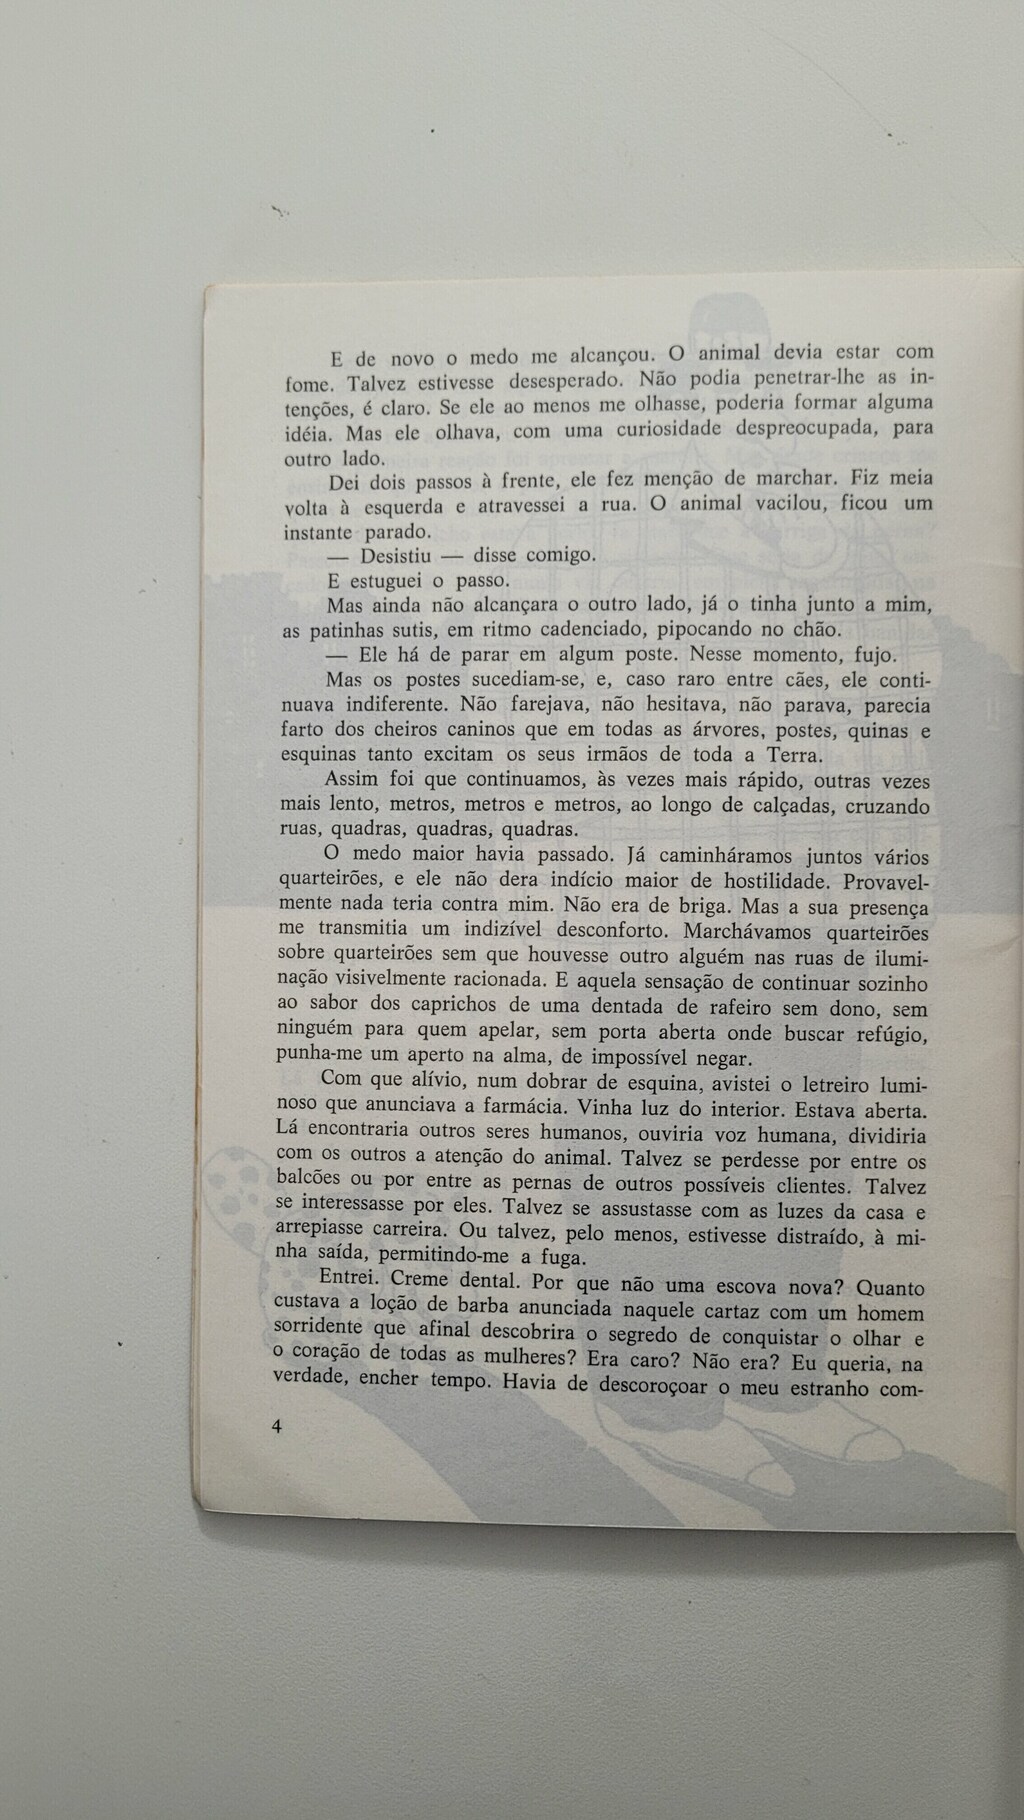 E de novo o medo me alcançou. O animal devia estar com
fome. Talvez estivesse desesperado. Não podia penetrar-lhe as in-
tenções, é claro. Se ele ao menos me olhasse, poderia formar alguma
idéia. Mas ele olhava, com uma curiosidade despreocupada, para
outro lado.
Dei dois passos à frente, ele fez menção de marchar. Fiz meia
volta à esquerda e atravessei a rua. O animal vacilou, ficou um
instante parado.
— Desistiu — disse comigo.
E estuguei o passo.
Mas ainda não alcançara o outro lado, já o tinha junto a mim,
as patinhas sutis, em ritmo cadenciado, pipocando no chão.
— Ele há de parar em algum poste. Nesse momento, fujo.
Mas os postes sucediam-se, e, caso raro entre cães, ele conti-
nuava indiferente. Não farejava, não hesitava, não parava, parecia
farto dos cheiros caninos que em todas as árvores, postes, quinas e
esquinas tanto excitam os seus irmãos de toda a Terra.
Assim foi que continuamos, às vezes mais rápido, outras vezes
mais lento, metros, metros e metros, ao longo de calçadas, cruzando
ruas, quadras, quadras, quadras.
O medo maior havia passado. Já caminháramos juntos vários
quarteirões, e ele não dera indício maior de hostilidade. Provavel-
mente nada teria contra mim. Não era de briga. Mas a sua presença
me transmitia um indizível desconforto. Marchávamos quarteirões
sobre quarteirões sem que houvesse outro alguém nas ruas de ilumi-
nação visivelmente racionada. E aquela sensação de continuar sozinho
ao sabor dos caprichos de uma dentada de rafeiro sem dono, sem
ninguém para quem apelar, sem porta aberta onde buscar refúgio,
punha-me um aperto na alma, de impossível negar.
Com que alívio, num dobrar de esquina, avistei o letreiro lumi-
noso que anunciava a farmácia. Vinha luz do interior. Estava aberta.
Lá encontraria outros seres humanos, ouviria voz humana, dividiria
com os outros a atenção do animal. Talvez se perdesse por entre os
balcões ou por entre as pernas de outros possíveis clientes. Talvez
se interessasse por eles. Talvez se assustasse com as luzes da casa e
arrepiasse carreira. Ou talvez, pelo menos, estivesse distraído, à mi-
nha saída, permitindo-me a fuga.
Entrei. Creme dental. Por que não uma escova nova? Quanto
custava a loção de barba anunciada naquele cartaz com um homem
sorridente que afinal descobrira o segredo de conquistar o olhar e
o coração de todas as mulheres? Era caro? Não era? Eu queria, na
verdade, encher tempo. Havia de descoroçoar o meu estranho com-
4